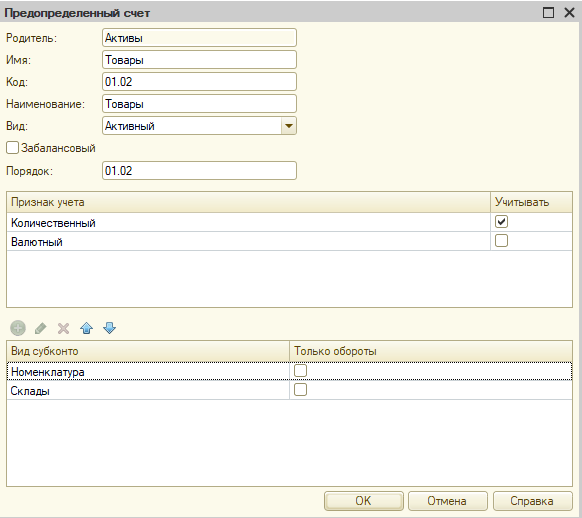 Предопределенный счет
Родитель: Активы
Имя: Товары
Код: 01.02
Наименование: Товары
Вид: Активный
Забалансовый
Порядок: 01.02
Признак учета Учитывать
Количественный
Валютный
Вид субконто Только обороты
Номенклатура
Склады
OK Отмена Справка